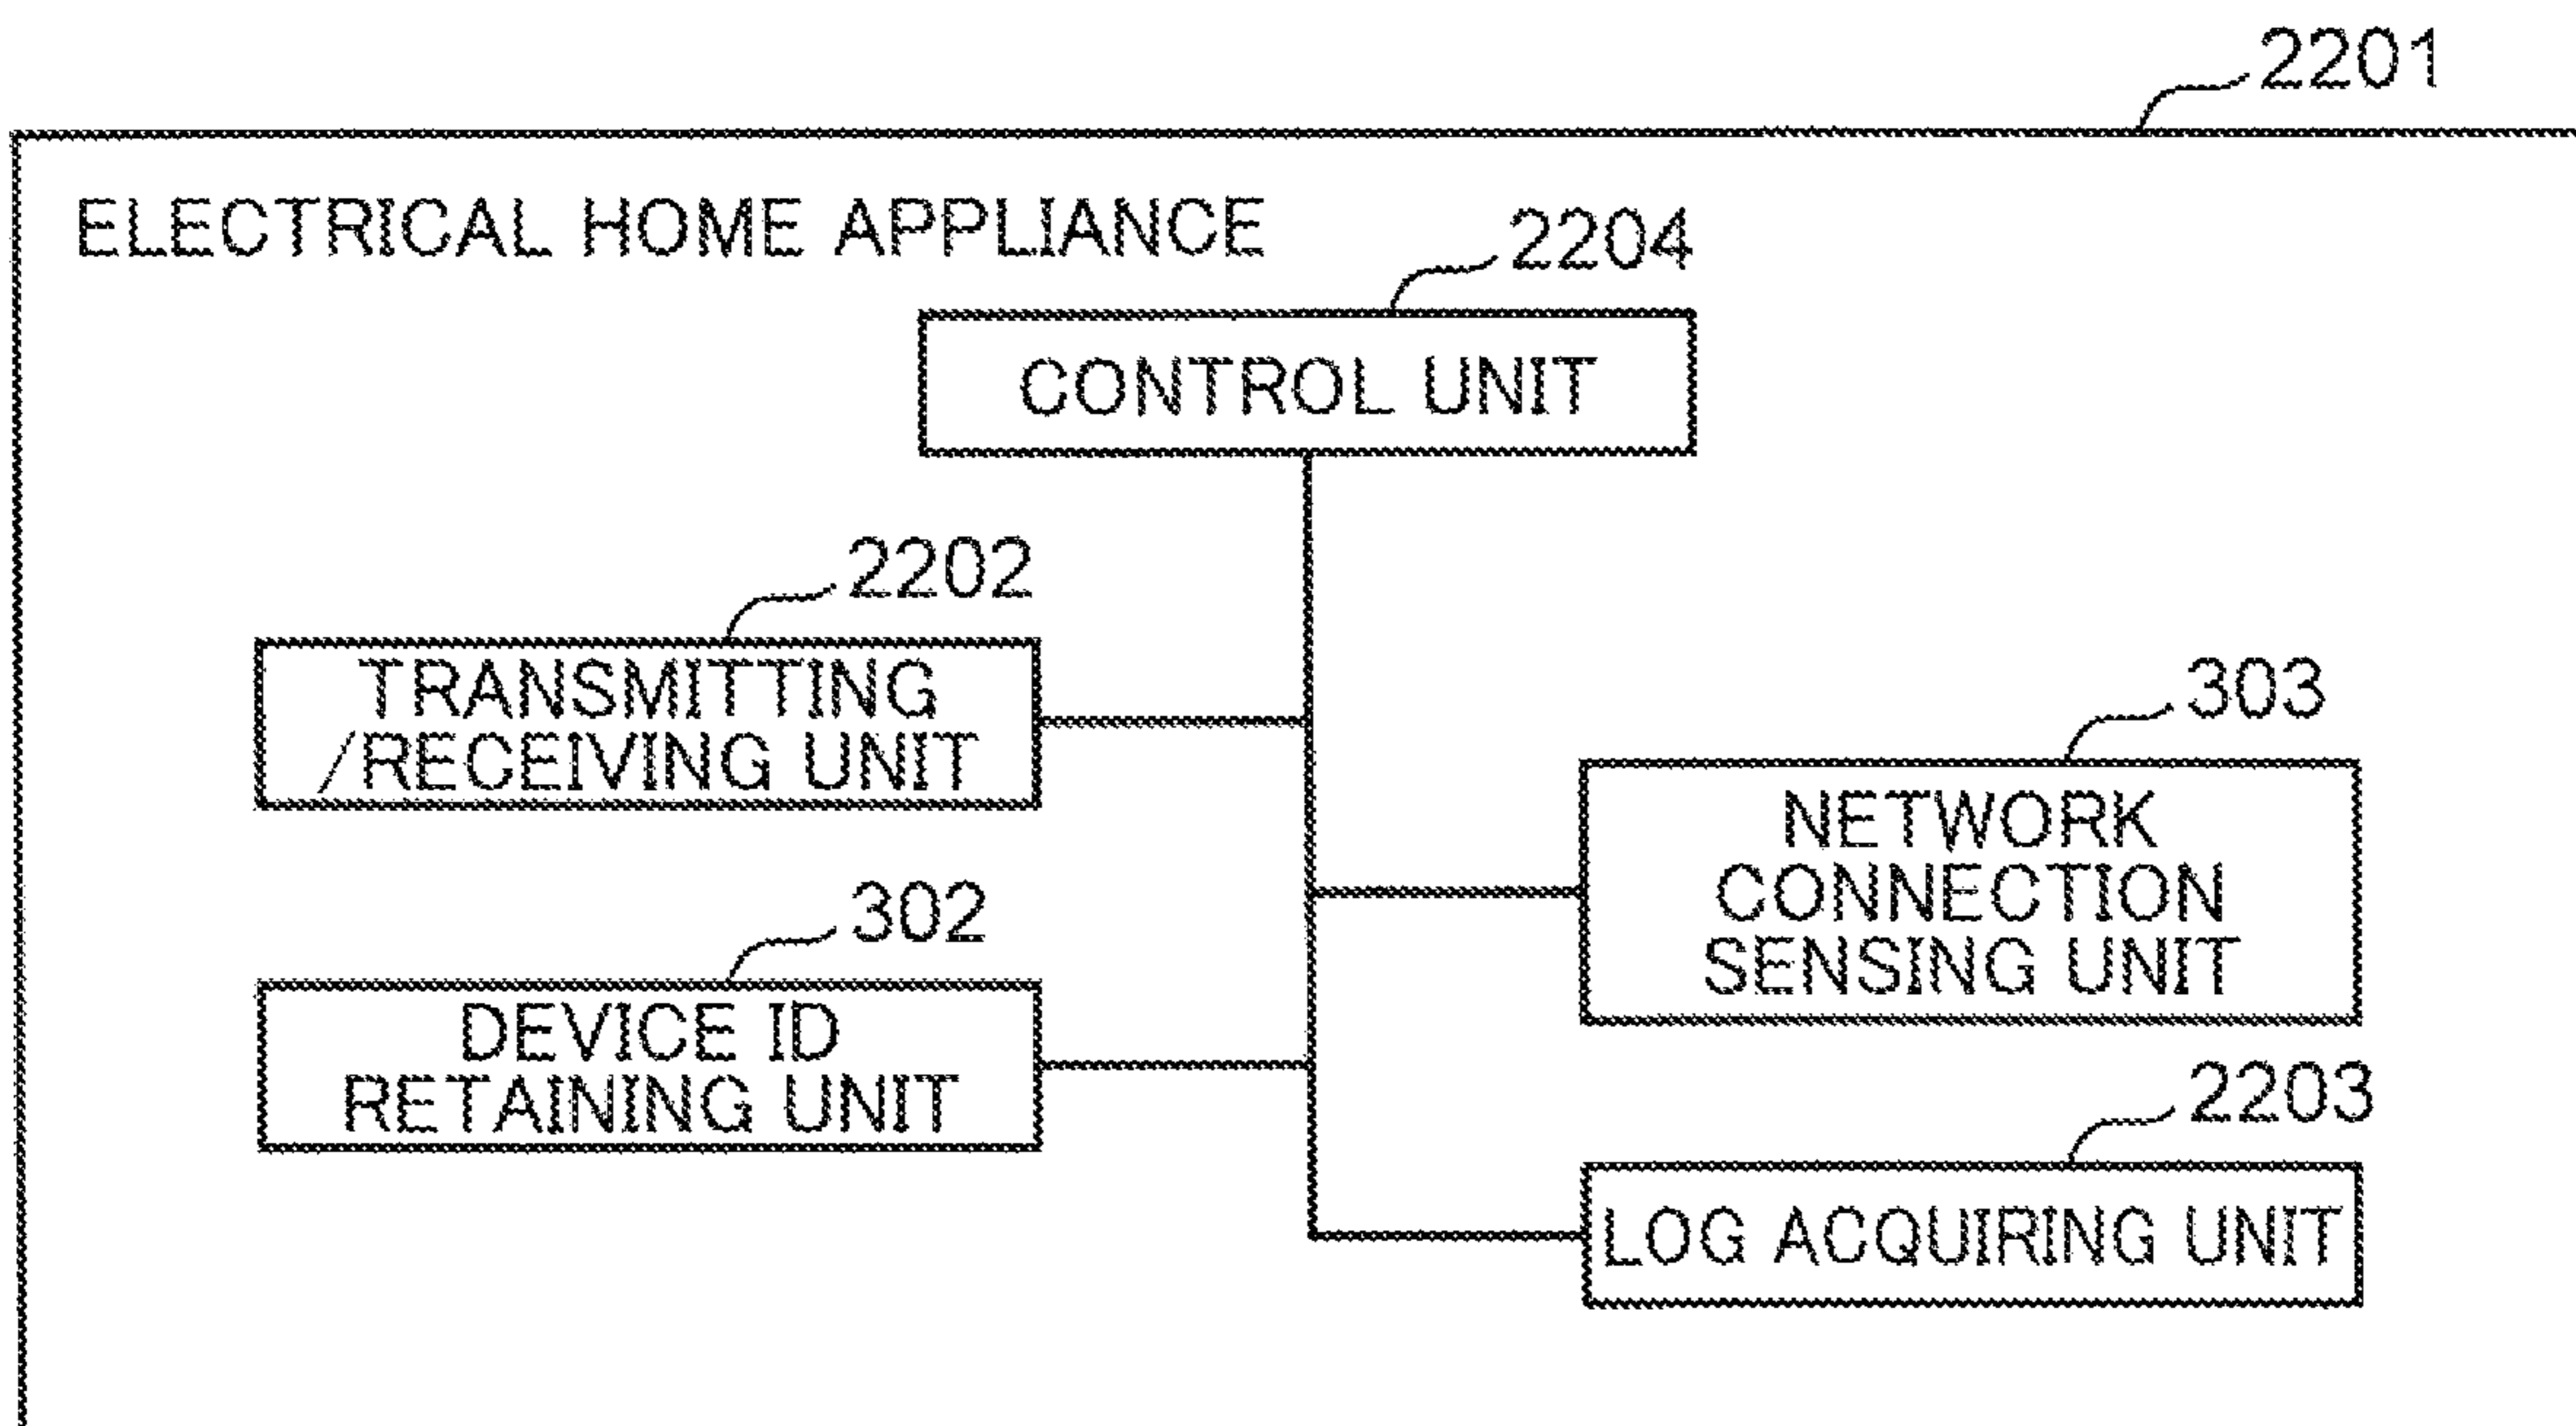 2201
ELECTRICAL HOME APPLIANCE
2204
CONTROL UNIT
2202
TRANSMITTING
/RECEIVING UNIT
303
NETWORK
CONNECTION
SENSING UNIT
302
DEVICE ID
RETAINING UNIT
2203
LOG ACQUIRING UNIT